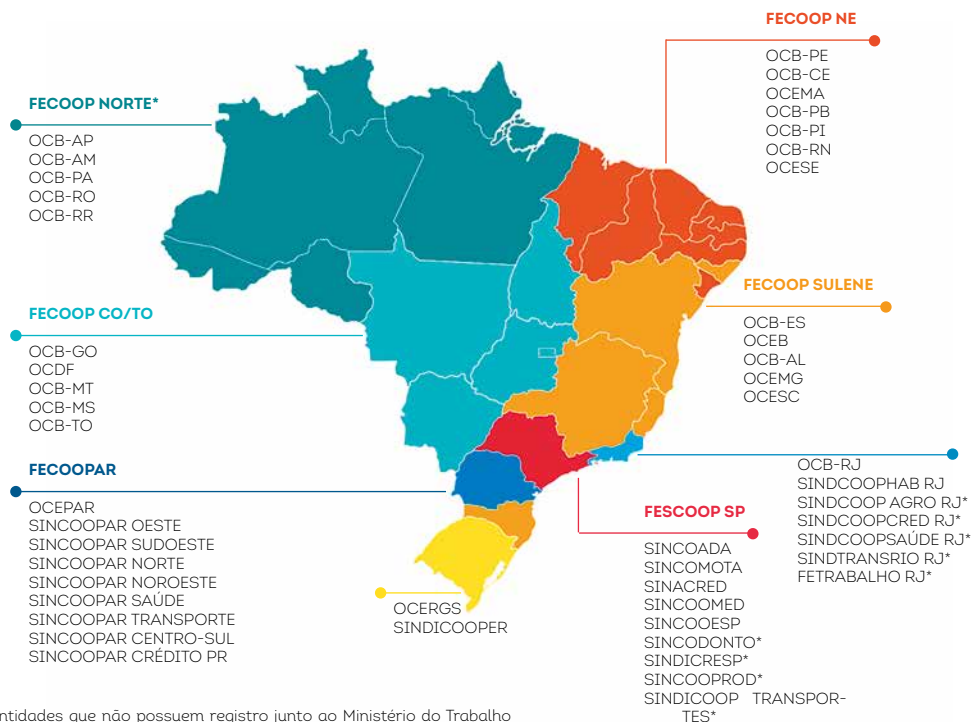 FECOOP NE
OCB-PE
OCB-CE
OCEMA
OCB-PB
OCB-PI
OCB-RN
OCESE
FECOOP NORTE*
OCB-AP
OCB-AM
OCB-PA
OCB-RO
OCB-RR
FECOOP SULENE
OCB-ES
OCEB
OCB-AL
OCEMG
OCESC
FECOOP CO/TO
OCB-GO
OCDF
OCB-MT
OCB-MS
OCB-TO
FECOOPAR
OCEPAR
SINCOOPAR OESTE
SINCOOPAR SUDOESTE
SINCOOPAR NORTE
SINCOOPAR NOROESTE
SINCOOPAR SAÚDE
SINCOOPAR TRANSPORTE
SINCOOPAR CENTRO-SUL
SINCOOPAR CRÉDITO PR
OCERGS
SINDICOOPER
FESCOOP SP
SINCOADA
SINCOMOTA
SINACRED
SINCOOMED
SINCOOESP
SINCODONTO*
SINDICRESP*
SINCOOPROD*
SINDICOOP TRANSPOR-
TES*
OCB-RJ
SINDCOOPHAB RJ
SINDCOOP AGRO RJ*
SINDCOOPCRED RJ*
SINDCOOPSAÚDE RJ*
SINDTRANSRIO RJ*
FETRABALHO RJ*
ntidades que não possuem registro junto ao Ministério do Trabalho